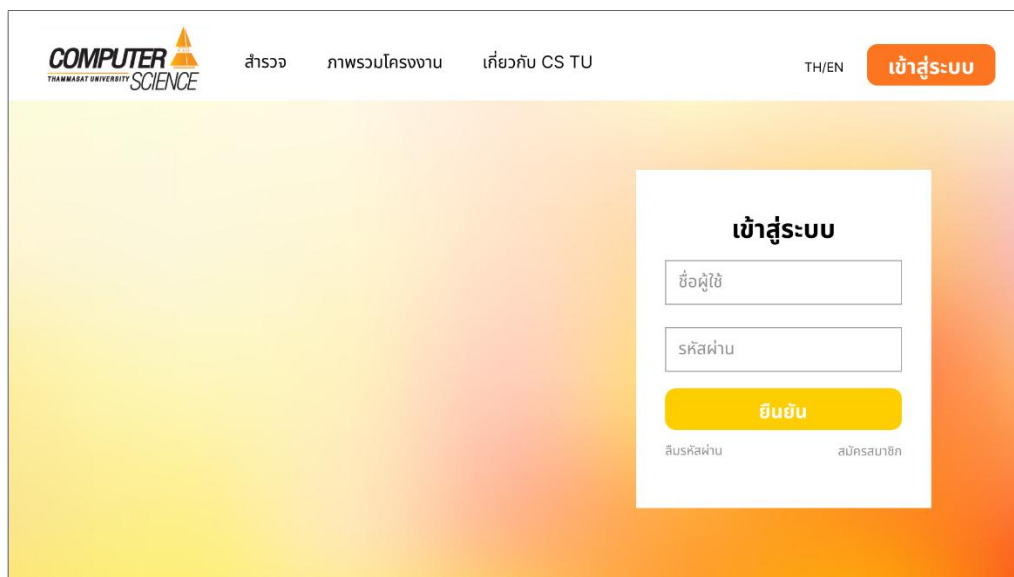 COMPUTER
THAMMASAT UNIVERSITY SCIENCE
สำรวจ
ภาพรวมโครงงาน
เกี่ยวกับ CS TU
TH/EN
เข้าสู่ระบบ
เข้าสู่ระบบ
ชื่อผู้ใช้
รหัสผ่าน
ยืนยัน
ลืมรหัสผ่าน
สมัครสมาชิก